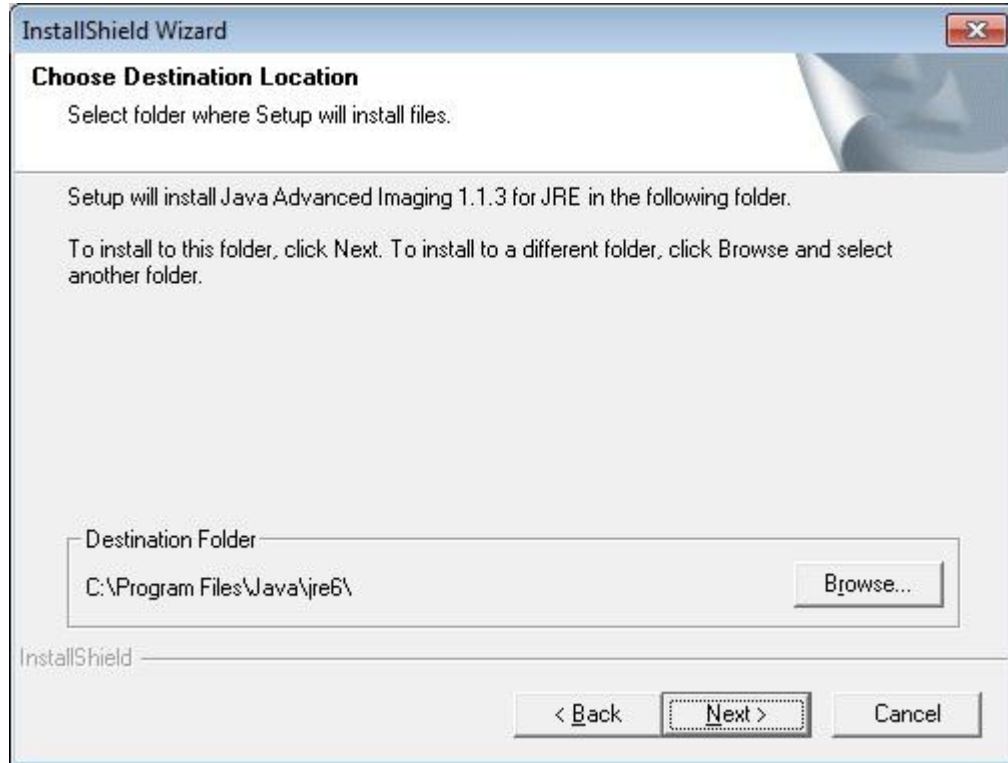 InstallShield Wizard
Choose Destination Location
Select folder where Setup will install files.
Setup will install Java Advanced Imaging 1.1.3 for JRE in the following folder.
To install to this folder, click Next. To install to a different folder, click Browse and select
another folder.
Destination Folder
C:\Program Files\Java\jre6\
Browse...
InstallShield
< Back
Next >
Cancel